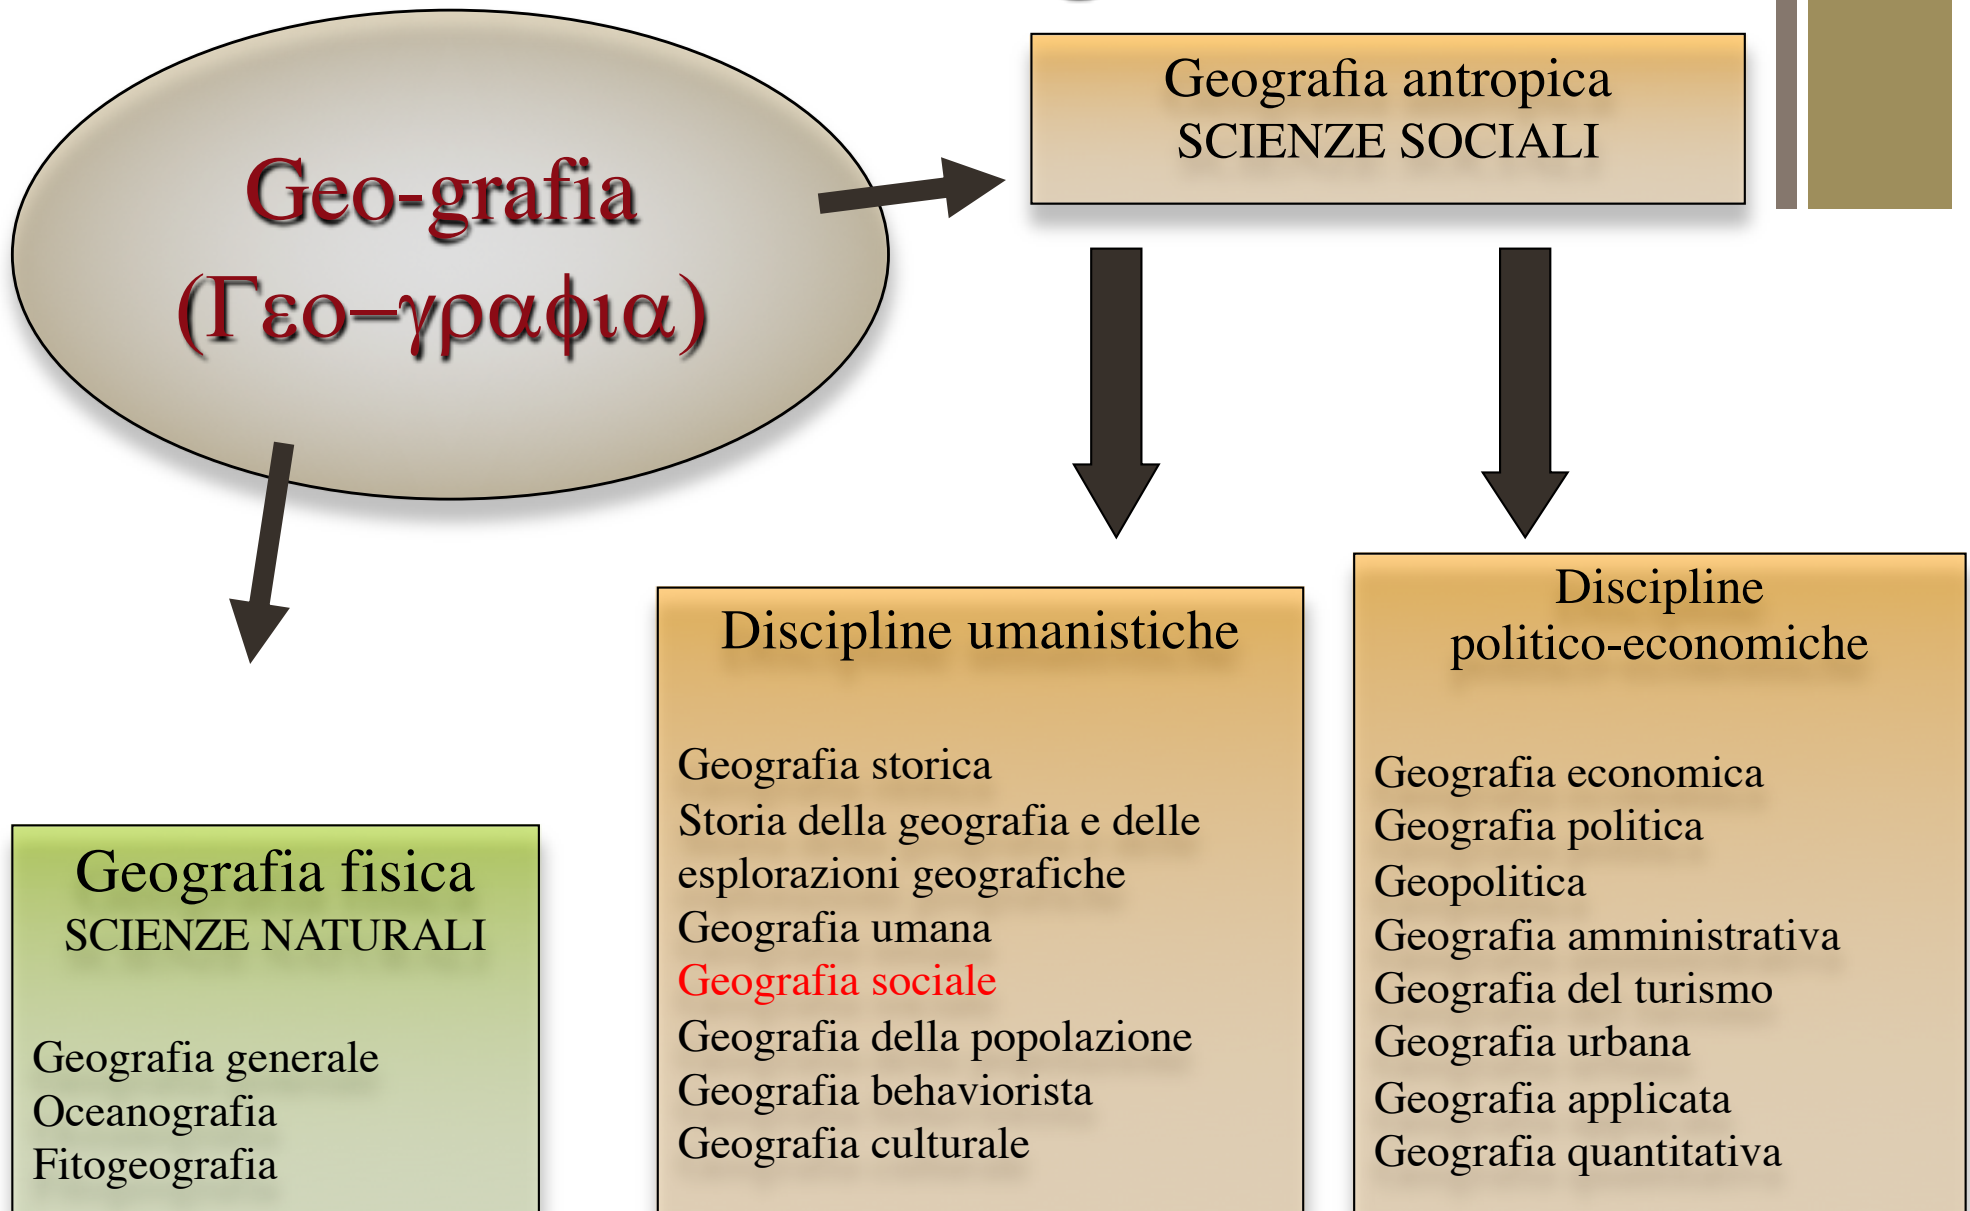 Geo-grafia
(Γεο–γραφια)
Geografia antropica
SCIENZE SOCIALI
Geografia fisica
SCIENZE NATURALI
Geografia generale
Oceanografia
Fitogeografia
Discipline umanistiche
Geografia storica
Storia della geografia e delle
esplorazioni geografiche
Geografia umana
Geografia sociale
Geografia della popolazione
Geografia behaviorista
Geografia culturale
Discipline
politico-economiche
Geografia economica
Geografia politica
Geopolitica
Geografia amministrativa
Geografia del turismo
Geografia urbana
Geografia applicata
Geografia quantitativa